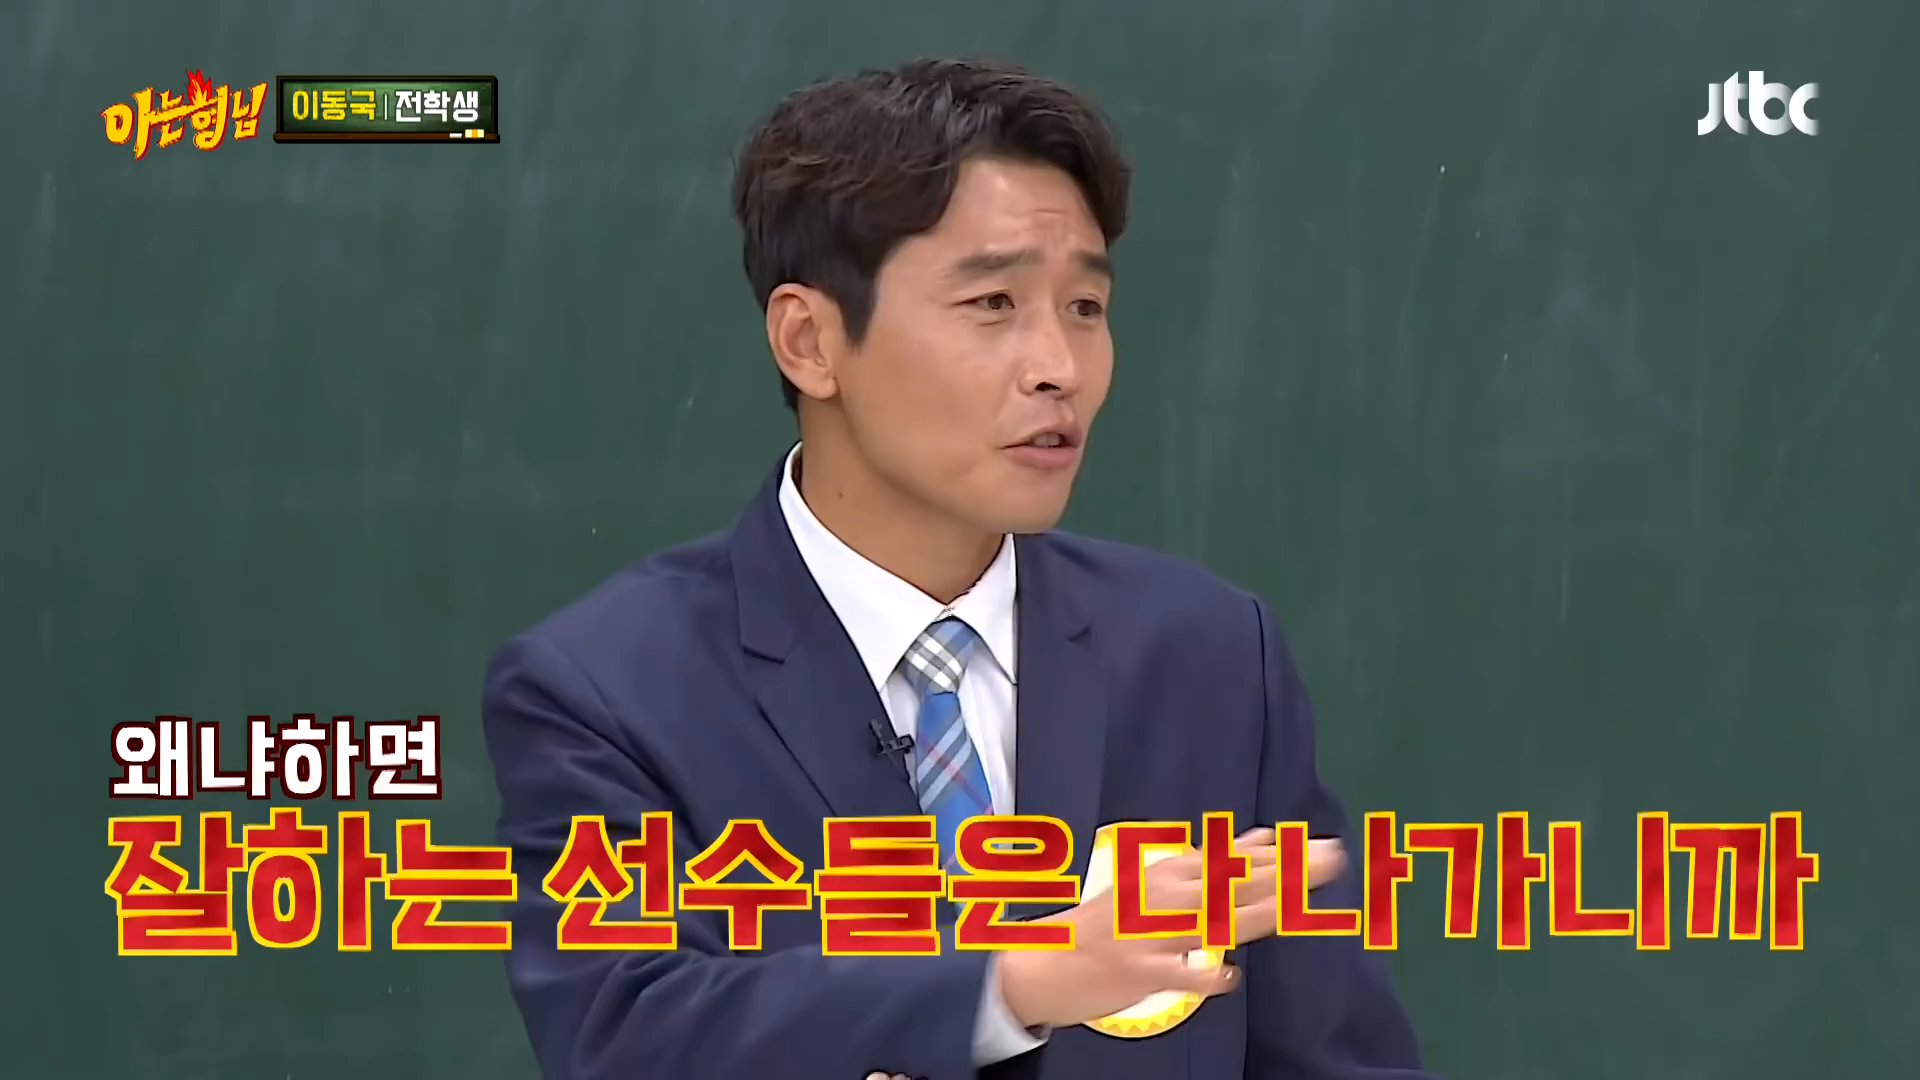 아는형님
이동국 | 전학생
jtbc
왜냐하면
잘하는 선수들은 다 나가니까